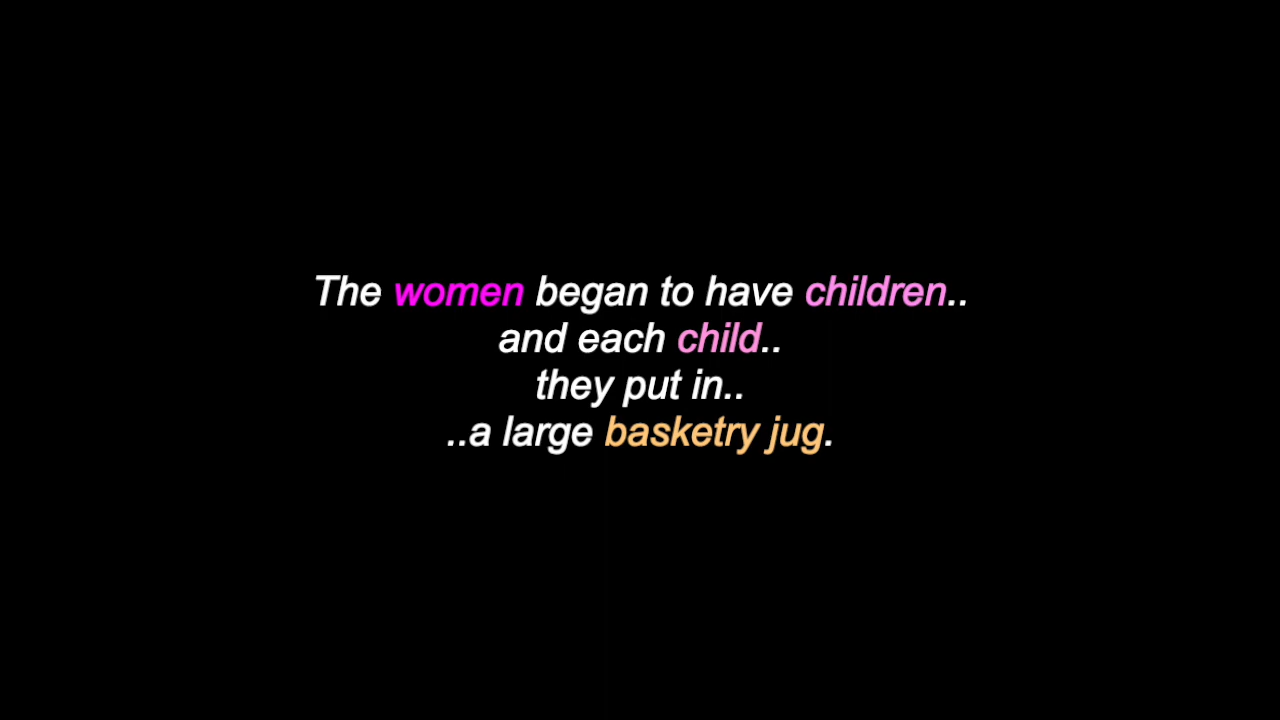 The women began to have children..
and each child..
they put in..
..a large basketry jug.